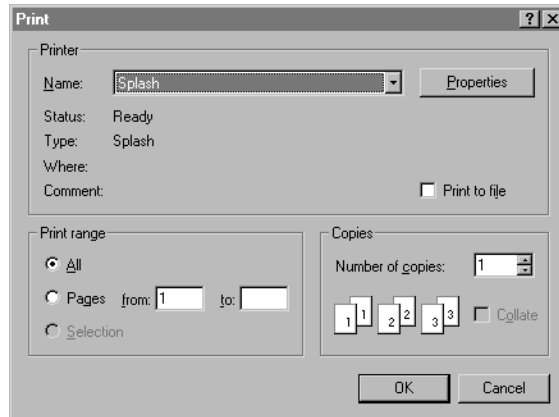 Print
Printer
Name: Splash Properties
Status: Ready
Type: Splash
Where:
Comment: Print to file
Print range
All
Pages from: 1 to:
Selection
Copies
Number of copies: 1
1 1 2 2 3 3 Collate
OK Cancel